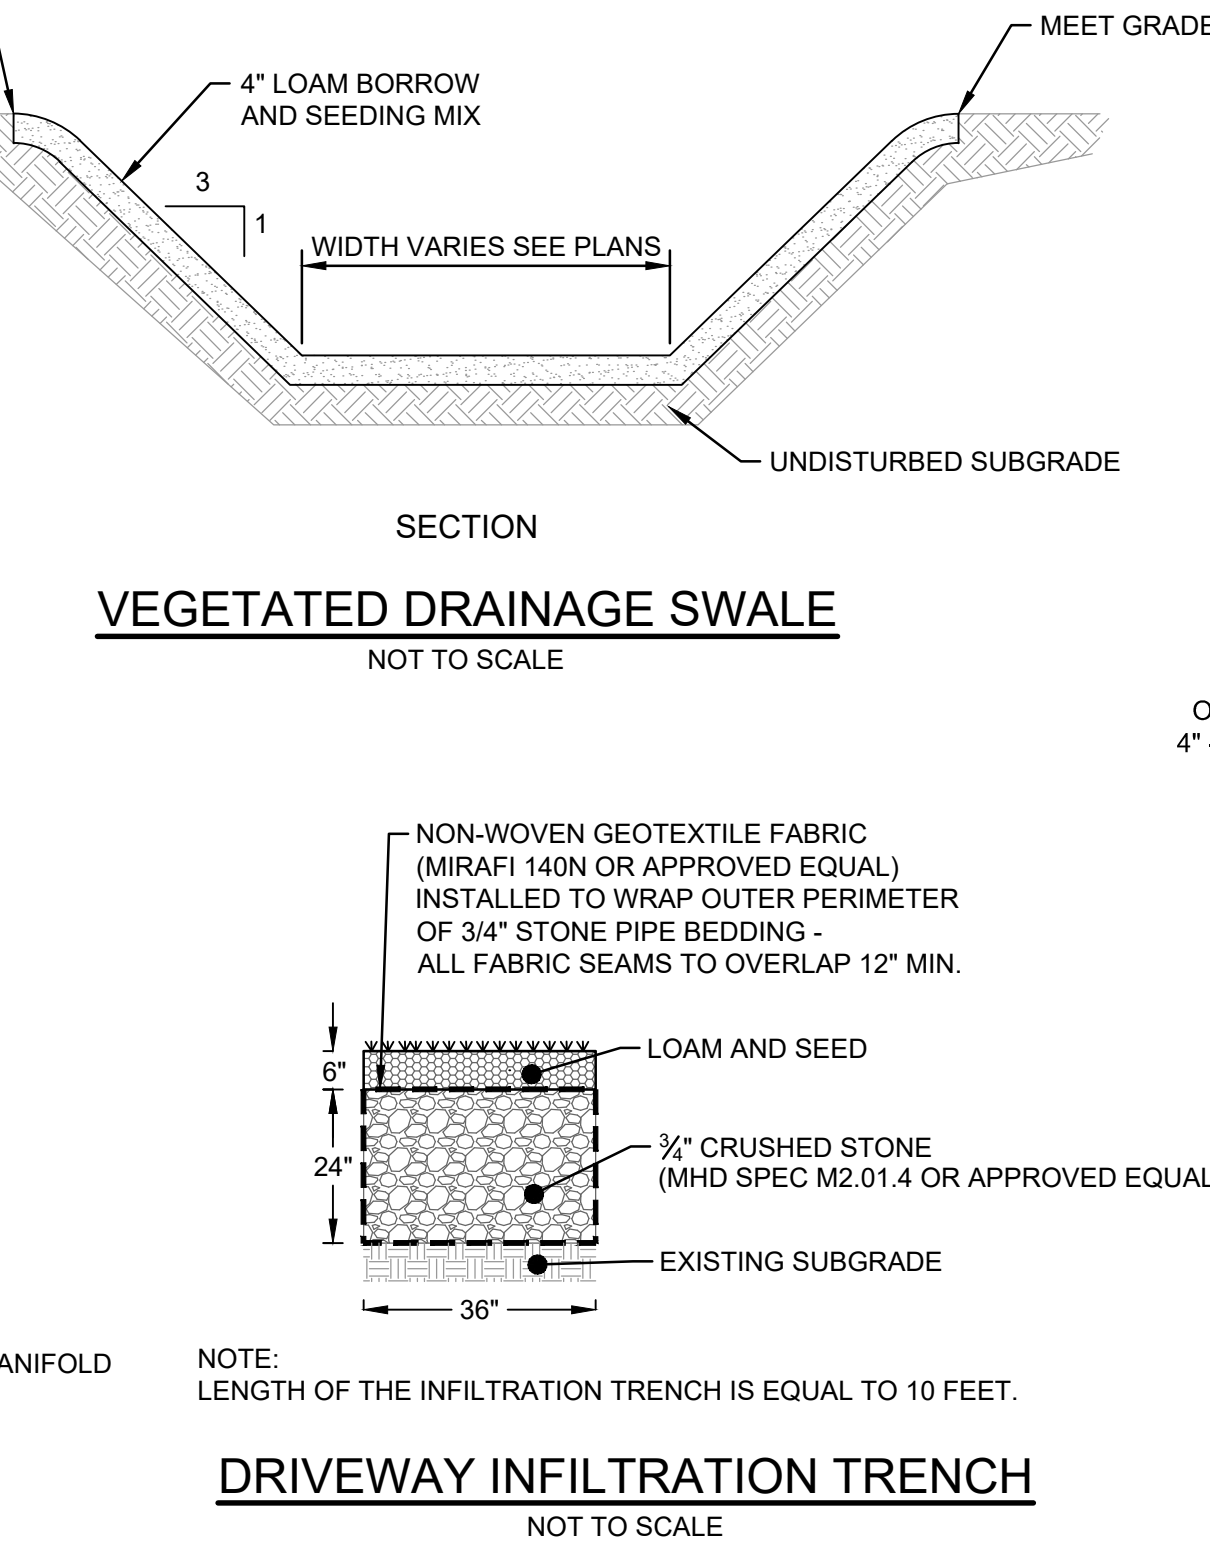 MEET GRADE
4" LOAM BORROW
AND SEEDING MIX
3
1
WIDTH VARIES SEE PLANS
UNDISTURBED SUBGRADE
SECTION
VEGETATED DRAINAGE SWALE
NOT TO SCALE
4"
NON-WOVEN GEOTEXTILE FABRIC
(MIRAFI 140N OR APPROVED EQUAL)
INSTALLED TO WRAP OUTER PERIMETER
OF 3/4" STONE PIPE BEDDING -
ALL FABRIC SEAMS TO OVERLAP 12" MIN.
LOAM AND SEED
6"
24"
¾" CRUSHED STONE
(MHD SPEC M2.01.4 OR APPROVED EQUAL
EXISTING SUBGRADE
36"
ANIFOLD
NOTE:
LENGTH OF THE INFILTRATION TRENCH IS EQUAL TO 10 FEET.
DRIVEWAY INFILTRATION TRENCH
NOT TO SCALE